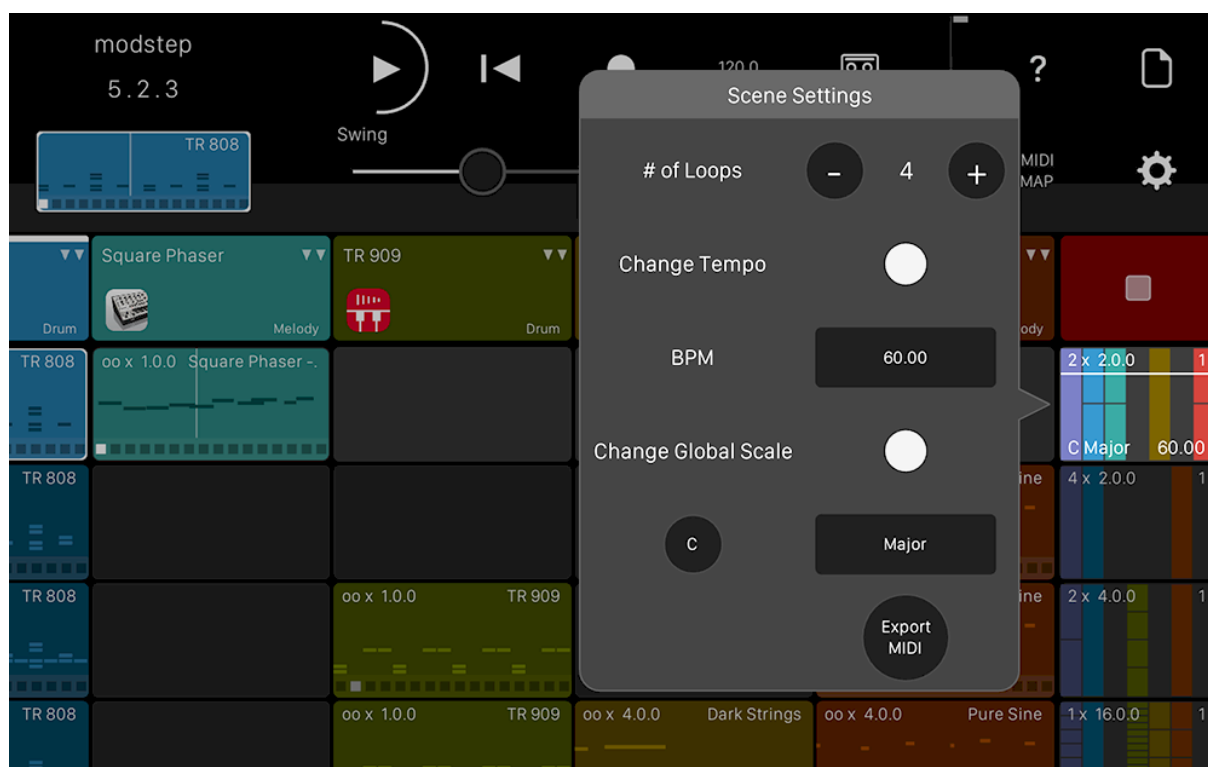 modstep
5.2.3
120.0
?
TR 808
Swing
MIDI
MAP
Scene Settings
# of Loops
-
4
+
Change Tempo
BPM
60.00
Change Global Scale
C
Major
Export
MIDI
Drum
Square Phaser
Melody
TR 909
Drum
ody
TR 808
oo x 1.0.0 Square Phaser -.
2 x 2.0.0 1
C Major 60.00
TR 808
ine
4 x 2.0.0 1
TR 808
oo x 1.0.0 TR 909
ine
2 x 4.0.0 1
TR 808
oo x 1.0.0 TR 909
oo x 4.0.0 Dark Strings
oo x 4.0.0 Pure Sine
1 x 16.0.0 1